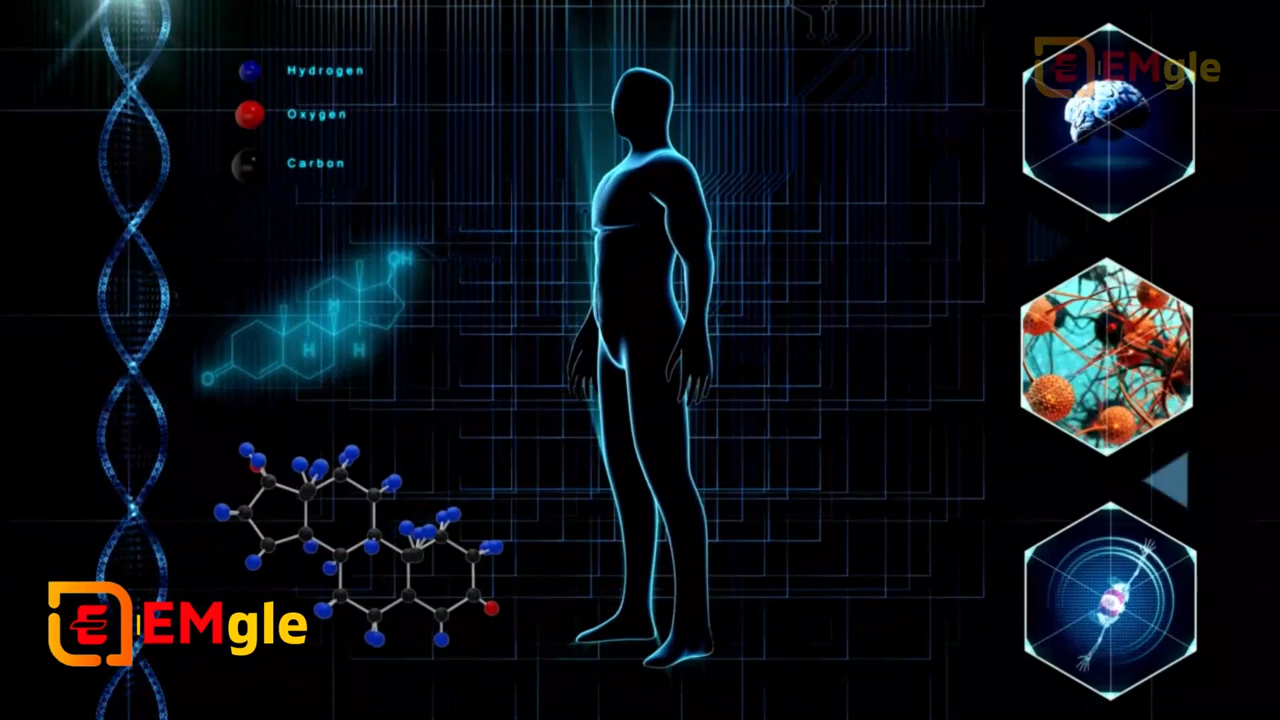 Hydrogen
Oxygen
Carbon
EMgle
OH
H
H
H
O
EMgle